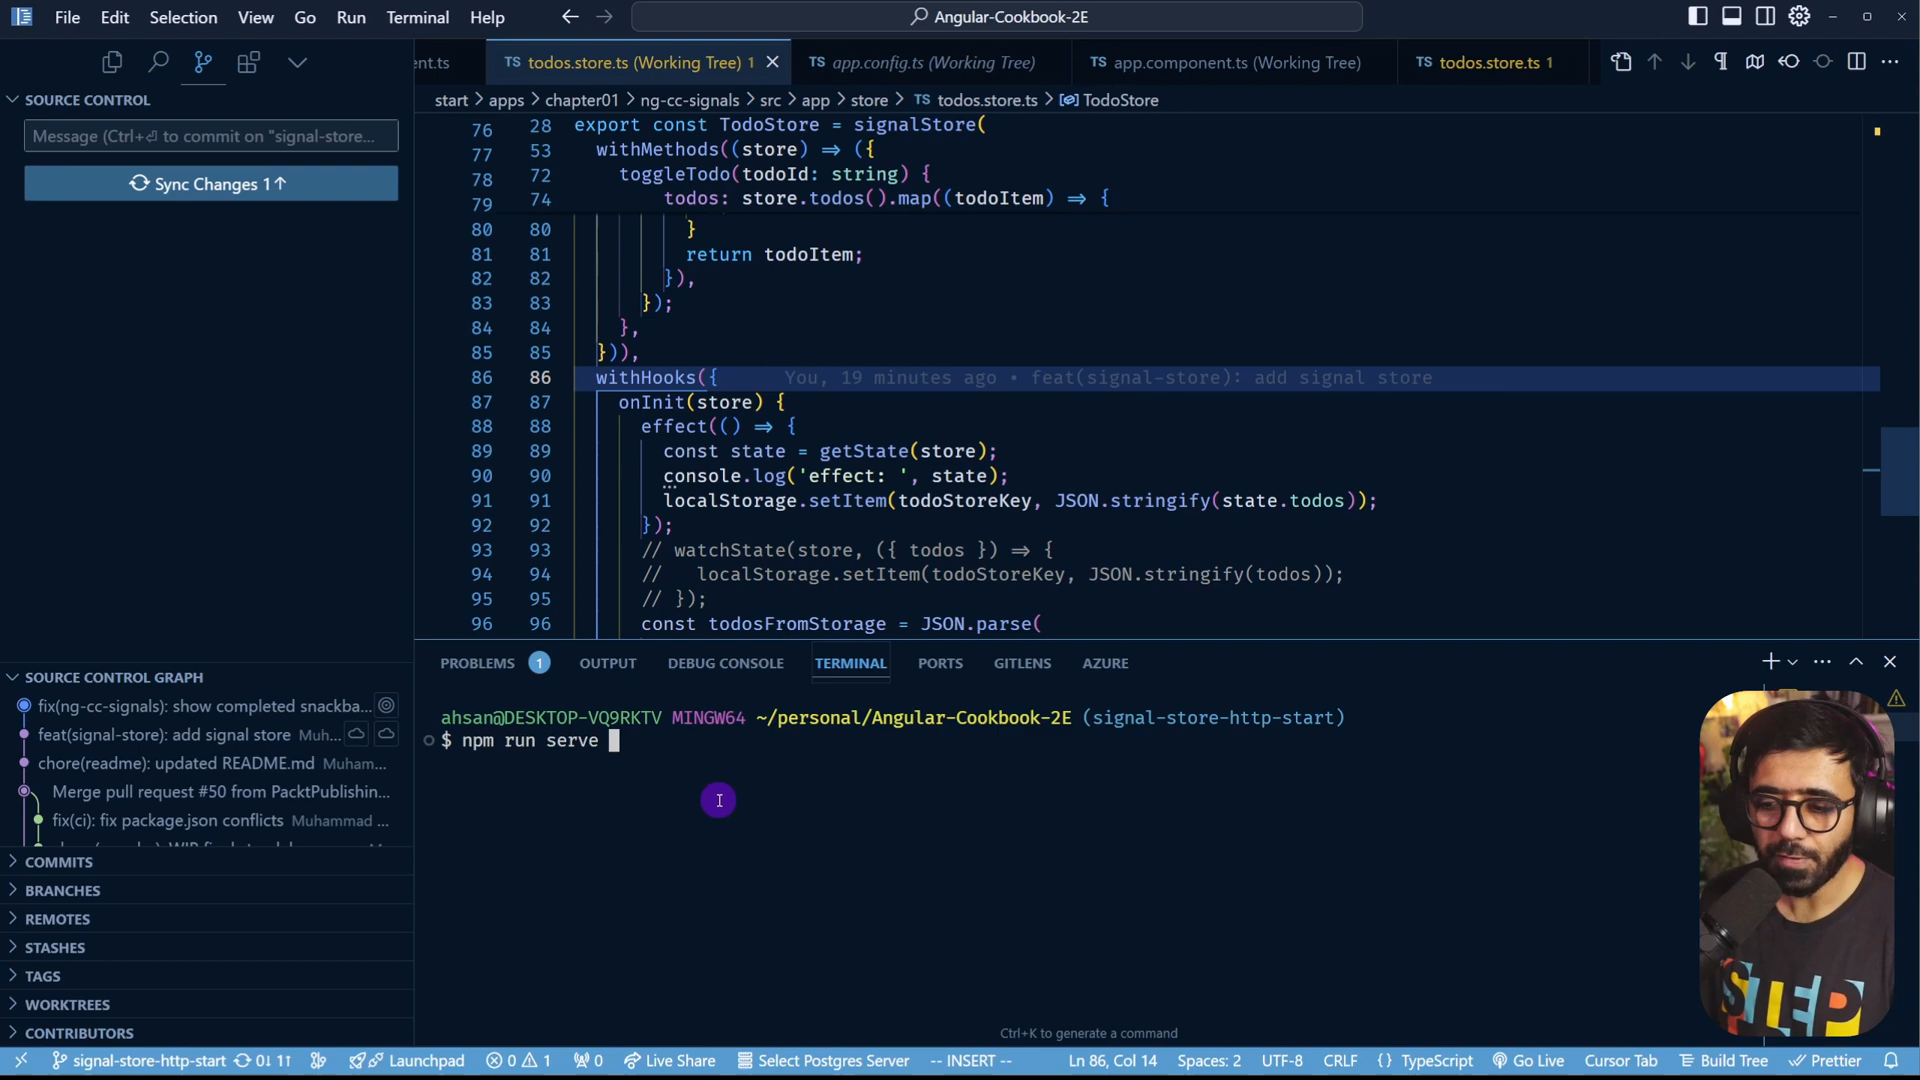 File Edit Selection View Go Run Terminal Help
Angular-Cookbook-2E
ent.ts
TS todos.store.ts (Working Tree) 1
TS app.config.ts (Working Tree)
TS app.component.ts (Working Tree)
TS todos.store.ts 1
SOURCE CONTROL
Message (Ctrl+⏎ to commit on "signal-store...
Sync Changes 1↑
start > apps > chapter01 > ng-cc-signals > src > app > store > TS todos.store.ts > TodoStore
76 28 export const TodoStore = signalStore(
77 53 withMethods((store) => ({
78 72 toggleTodo(todoId: string) {
79 74 todos: store.todos().map((todoItem) => {
80 80 }
81 81 return todoItem;
82 82 }),
83 83 });
84 84 },
85 85 })),
86 86 withHooks({ You, 19 minutes ago • feat(signal-store): add signal store
87 87 onInit(store) {
88 88 effect(() => {
89 89 const state = getState(store);
90 90 console.log('effect: ', state);
91 91 localStorage.setItem(todoStoreKey, JSON.stringify(state.todos));
92 92 });
93 93 // watchState(store, ({ todos }) => {
94 94 // localStorage.setItem(todoStoreKey, JSON.stringify(todos));
95 95 // });
96 96 const todosFromStorage = JSON.parse(
SOURCE CONTROL GRAPH
fix(ng-cc-signals): show completed snackba...
feat(signal-store): add signal store Muh...
chore(readme): updated README.md Muham...
Merge pull request #50 from PacktPublishin...
fix(ci): fix package.json conflicts Muhammad ...
COMMITS
BRANCHES
REMOTES
STASHES
TAGS
WORKTREES
CONTRIBUTORS
PROBLEMS 1 OUTPUT DEBUG CONSOLE TERMINAL PORTS GITLENS AZURE
ahsan@DESKTOP-VQ9RKTV MINGW64 ~/personal/Angular-Cookbook-2E (signal-store-http-start)
$ npm run serve
Ctrl+K to generate a command
signal-store-http-start 0↓ 1↑ Launchpad 0 1 0 Live Share Select Postgres Server -- INSERT -- Ln 86, Col 14 Spaces: 2 UTF-8 CRLF {} TypeScript Go Live Cursor Tab Build Tree Prettier